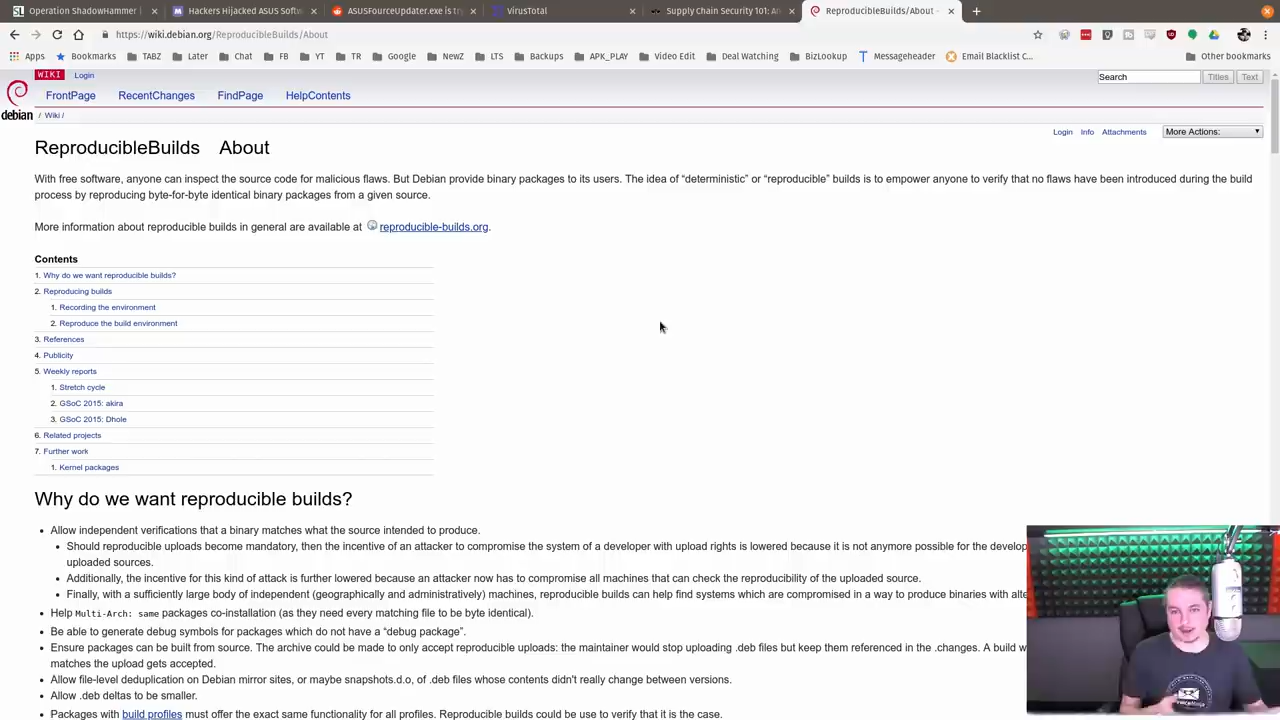 Operation ShadowHammer
Hackers Hijacked ASUS Softw
ASUSFourceUpdater.exe is try
VirusTotal
Supply Chain Security 101: An
ReproducibleBuilds/About -
https://wiki.debian.org/ReproducibleBuilds/About
Apps Bookmarks TABZ Later Chat FB YT TR Google NewZ LTS Backups APK_PLAY Video Edit Deal Watching BizLookup Messageheader Email Blacklist C... Other bookmarks
WIKI Login
Search Titles Text
debian
FrontPage RecentChanges FindPage HelpContents
/ Wiki /
Login Info Attachments More Actions:
ReproducibleBuilds About
With free software, anyone can inspect the source code for malicious flaws. But Debian provide binary packages to its users. The idea of “deterministic” or “reproducible” builds is to empower anyone to verify that no flaws have been introduced during the build
process by reproducing byte-for-byte identical binary packages from a given source.
More information about reproducible builds in general are available at reproducible-builds.org.
Contents
1. Why do we want reproducible builds?
2. Reproducing builds
1. Recording the environment
2. Reproduce the build environment
3. References
4. Publicity
5. Weekly reports
1. Stretch cycle
2. GSoC 2015: akira
3. GSoC 2015: Dhole
6. Related projects
7. Further work
1. Kernel packages
Why do we want reproducible builds?
• Allow independent verifications that a binary matches what the source intended to produce.
• Should reproducible uploads become mandatory, then the incentive of an attacker to compromise the system of a developer with upload rights is lowered because it is not anymore possible for the develop
uploaded sources.
• Additionally, the incentive for this kind of attack is further lowered because an attacker now has to compromise all machines that can check the reproducibility of the uploaded source.
• Finally, with a sufficiently large body of independent (geographically and administratively) machines, reproducible builds can help find systems which are compromised in a way to produce binaries with alte
• Help Multi-Arch: same packages co-installation (as they need every matching file to be byte identical).
• Be able to generate debug symbols for packages which do not have a “debug package”.
• Ensure packages can be built from source. The archive could be made to only accept reproducible uploads: the maintainer would stop uploading .deb files but keep them referenced in the .changes. A build w
matches the upload gets accepted.
• Allow file-level deduplication on Debian mirror sites, or maybe snapshots.d.o, of .deb files whose contents didn't really change between versions.
• Allow .deb deltas to be smaller.
• Packages with build profiles must offer the exact same functionality for all profiles. Reproducible builds could be use to verify that it is the case.